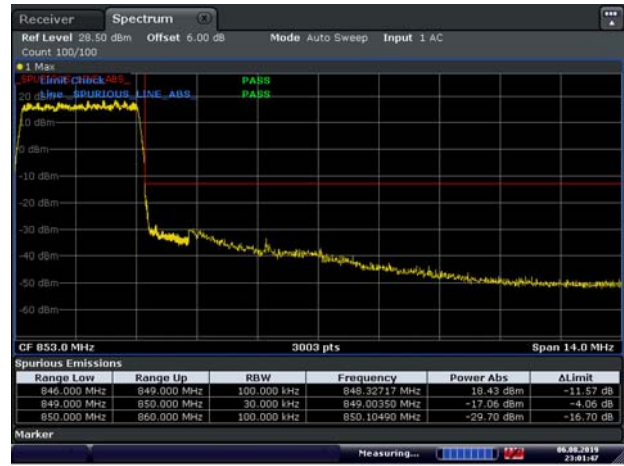 Receiver Spectrum
Ref Level 28.50 dBm Offset 6.00 dB Mode Auto Sweep Input 1 AC
Count 100/100
1 Max
_SPURIOUS_LINE_ABS_
Limit Check PASS
Line _SPURIOUS_LINE_ABS_ PASS
20 dBm
10 dBm
0 dBm
-10 dBm
-20 dBm
-30 dBm
-40 dBm
-50 dBm
-60 dBm
CF 853.0 MHz 3003 pts Span 14.0 MHz
Spurious Emissions
Range Low Range Up RBW Frequency Power Abs ΔLimit
846.000 MHz 849.000 MHz 100.000 kHz 848.32717 MHz 18.43 dBm -11.57 dB
849.000 MHz 850.000 MHz 30.000 kHz 849.00350 MHz -17.06 dBm -4.06 dB
850.000 MHz 860.000 MHz 100.000 kHz 850.10490 MHz -29.70 dBm -16.70 dB
Marker
Measuring... 06.08.2019
23:01:47